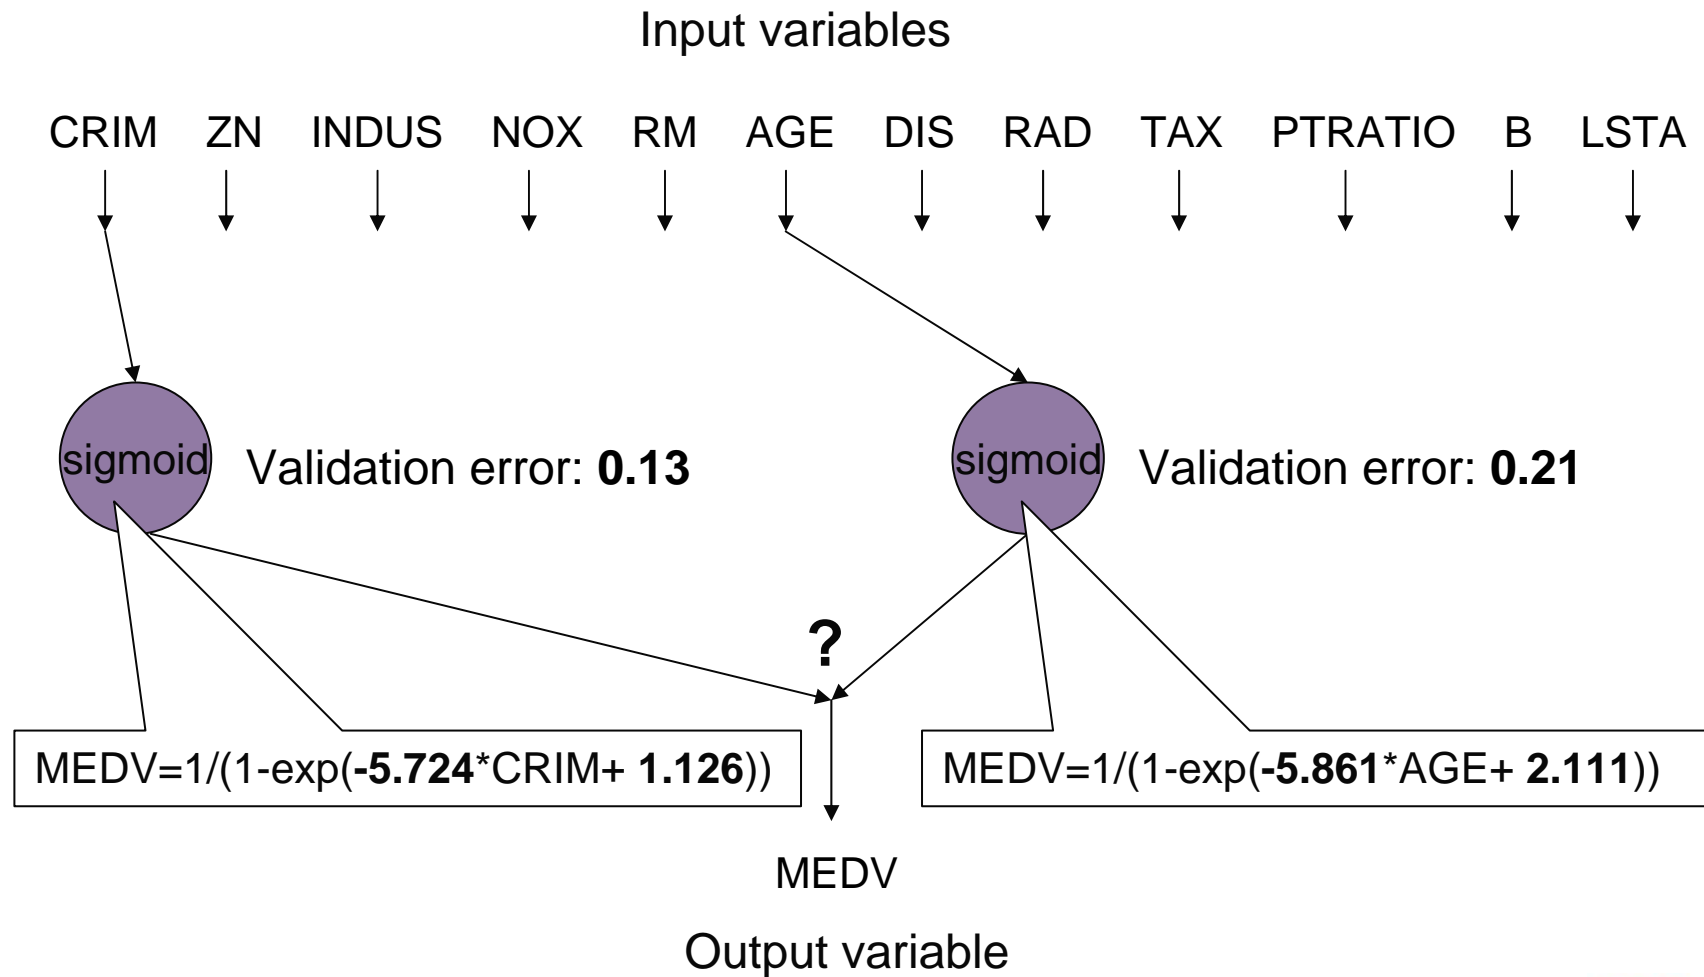 Input variables
CRIM ZN INDUS NOX RM AGE DIS RAD TAX PTRATIO B LSTA
sigmoid Validation error: 0.13 sigmoid Validation error: 0.21
?
MEDV=1/(1-exp(-5.724*CRIM+ 1.126)) MEDV=1/(1-exp(-5.861*AGE+ 2.111))
MEDV
Output variable